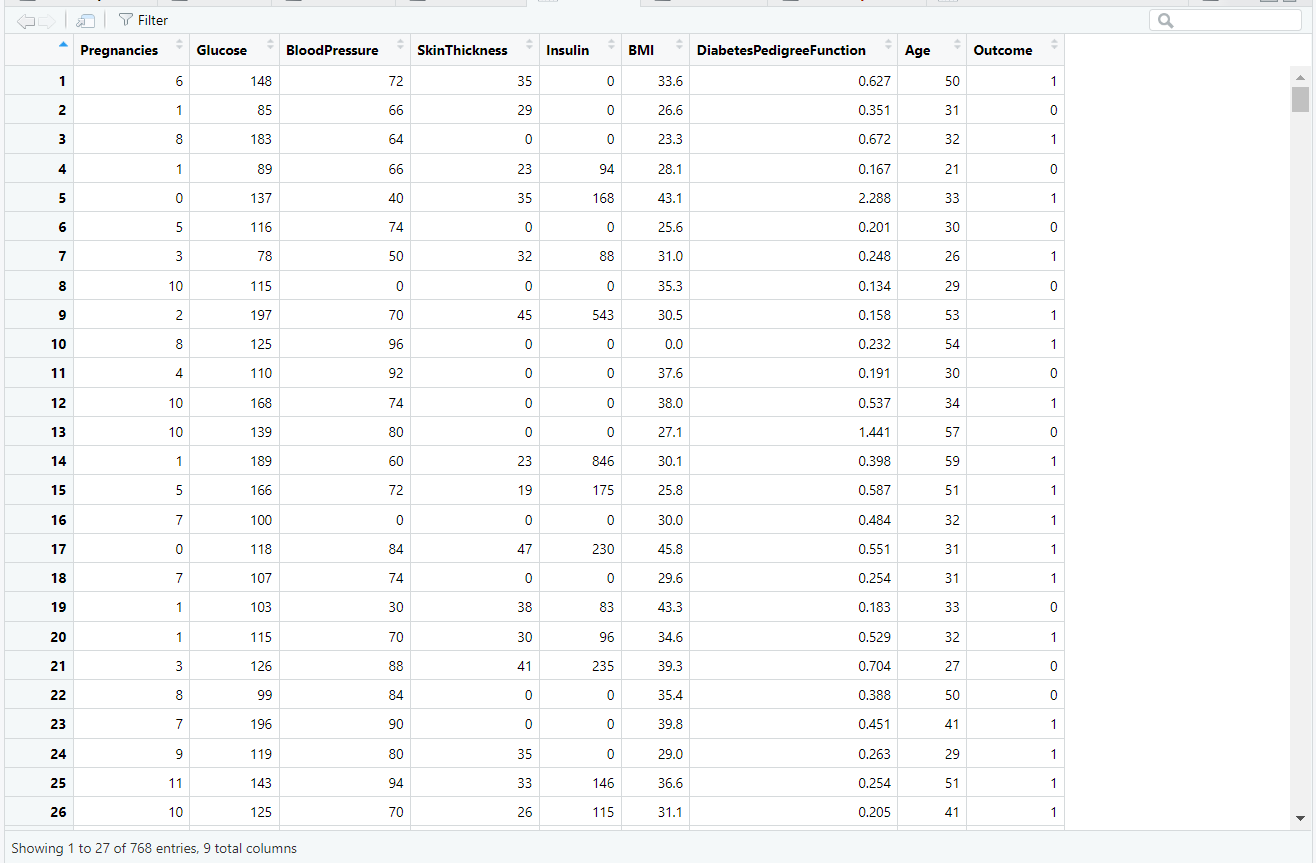 Filter
Pregnancies Glucose BloodPressure SkinThickness Insulin BMI DiabetesPedigreeFunction Age Outcome
1 6 148 72 35 0 33.6 0.627 50 1
2 1 85 66 29 0 26.6 0.351 31 0
3 8 183 64 0 0 23.3 0.672 32 1
4 1 89 66 23 94 28.1 0.167 21 0
5 0 137 40 35 168 43.1 2.288 33 1
6 5 116 74 0 0 25.6 0.201 30 0
7 3 78 50 32 88 31.0 0.248 26 1
8 10 115 0 0 0 35.3 0.134 29 0
9 2 197 70 45 543 30.5 0.158 53 1
10 8 125 96 0 0 0.0 0.232 54 1
11 4 110 92 0 0 37.6 0.191 30 0
12 10 168 74 0 0 38.0 0.537 34 1
13 10 139 80 0 0 27.1 1.441 57 0
14 1 189 60 23 846 30.1 0.398 59 1
15 5 166 72 19 175 25.8 0.587 51 1
16 7 100 0 0 0 30.0 0.484 32 1
17 0 118 84 47 230 45.8 0.551 31 1
18 7 107 74 0 0 29.6 0.254 31 1
19 1 103 30 38 83 43.3 0.183 33 0
20 1 115 70 30 96 34.6 0.529 32 1
21 3 126 88 41 235 39.3 0.704 27 0
22 8 99 84 0 0 35.4 0.388 50 0
23 7 196 90 0 0 39.8 0.451 41 1
24 9 119 80 35 0 29.0 0.263 29 1
25 11 143 94 33 146 36.6 0.254 51 1
26 10 125 70 26 115 31.1 0.205 41 1
Showing 1 to 27 of 768 entries, 9 total columns